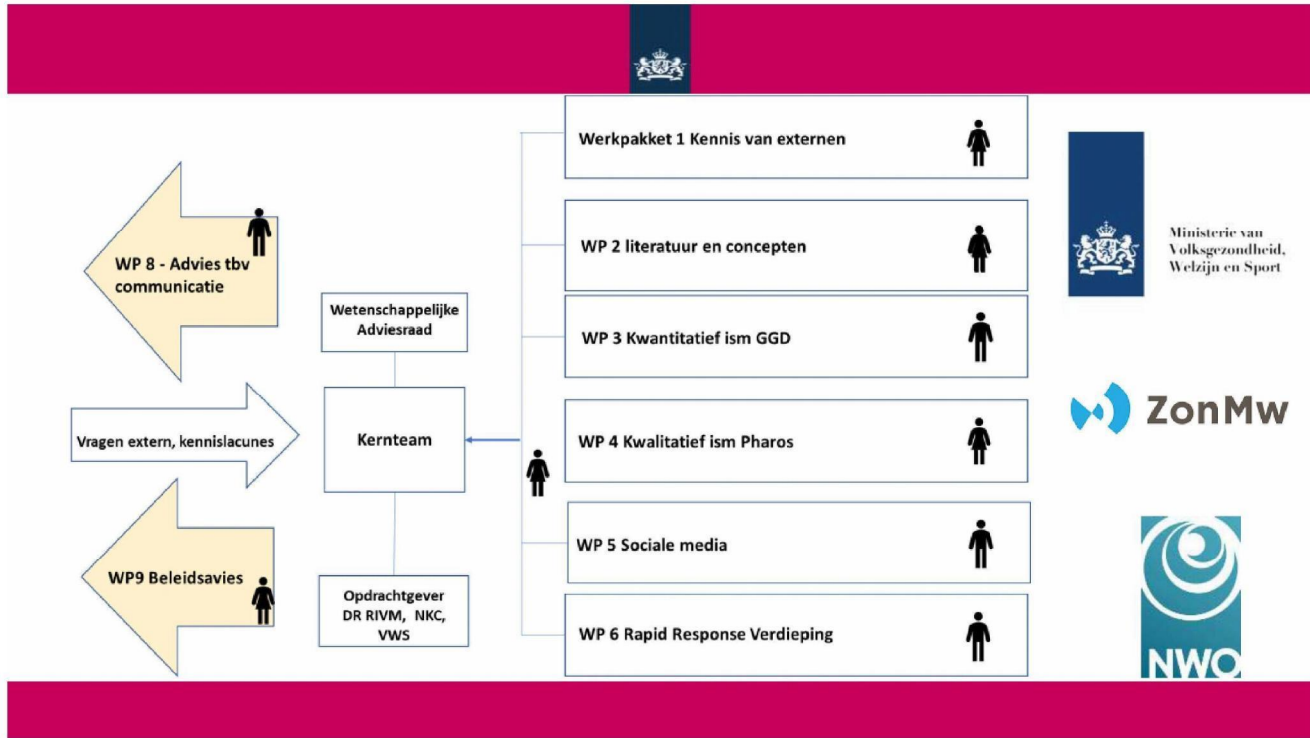 WP 8 - Advies tbv
communicatie
Vragen extern, kennislacunes
WP9 Beleidsavies
Wetenschappelijke
Adviesraad
Kernteam
Opdrachtgever
DR RIVM, NKC,
VWS
Werkpakket 1 Kennis van externen
WP 2 literatuur en concepten
WP 3 Kwantitatief ism GGD
WP 4 Kwalitatief ism Pharos
WP 5 Sociale media
WP 6 Rapid Response Verdieping
Ministerie van
Volksgezondheid,
Welzijn en Sport
ZonMw
NWO